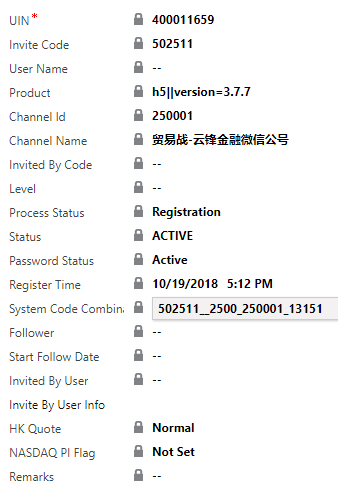 UIN* 400011659
Invite Code 502511
User Name --
Product h5||version=3.7.7
Channel Id 250001
Channel Name 贸易战-云锋金融微信公号
Invited By Code --
Level --
Process Status Registration
Status ACTIVE
Password Status Active
Register Time 10/19/2018 5:12 PM
System Code Combina 502511__2500_250001_13151
Follower --
Start Follow Date --
Invited By User --
Invite By User Info
HK Quote Normal
NASDAQ PI Flag Not Set
Remarks --